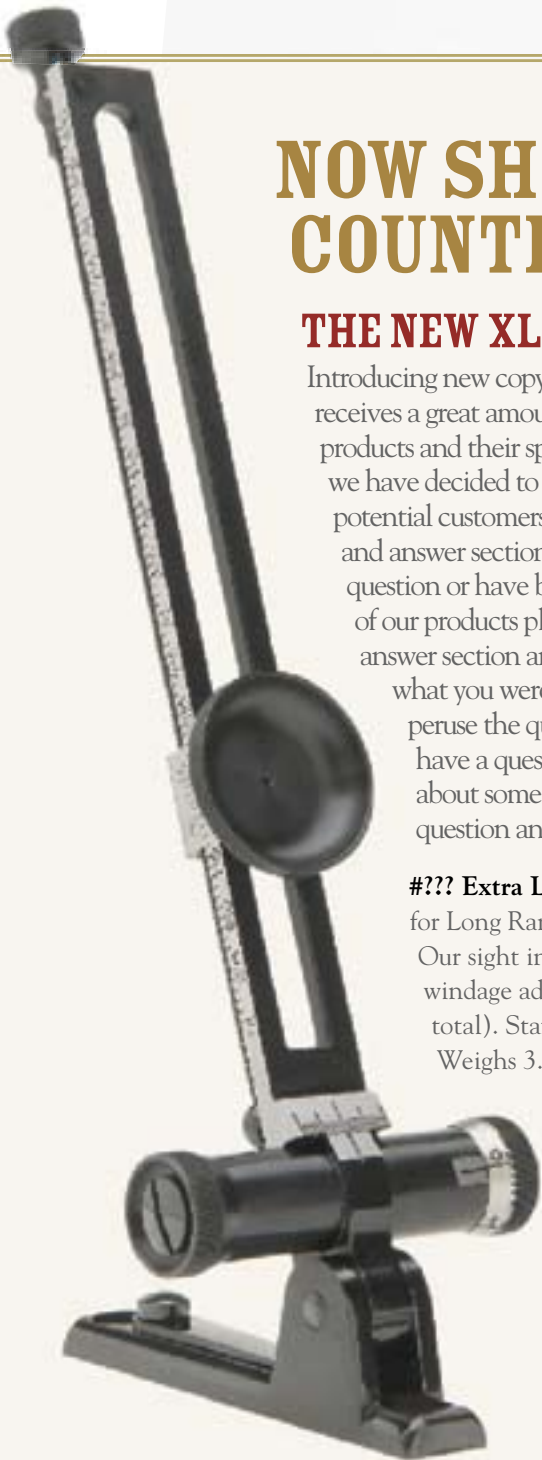 NOW SH
COUNT
THE NEW XL
Introducing new copy
receives a great amou
products and their sp
we have decided to
potential customers
and answer section
question or have b
of our products pl
answer section ar
what you were
peruse the qu
have a ques
about some
question an
#??? Extra L
for Long Ran
Our sight in
windage ad
total). Sta
Weighs 3.